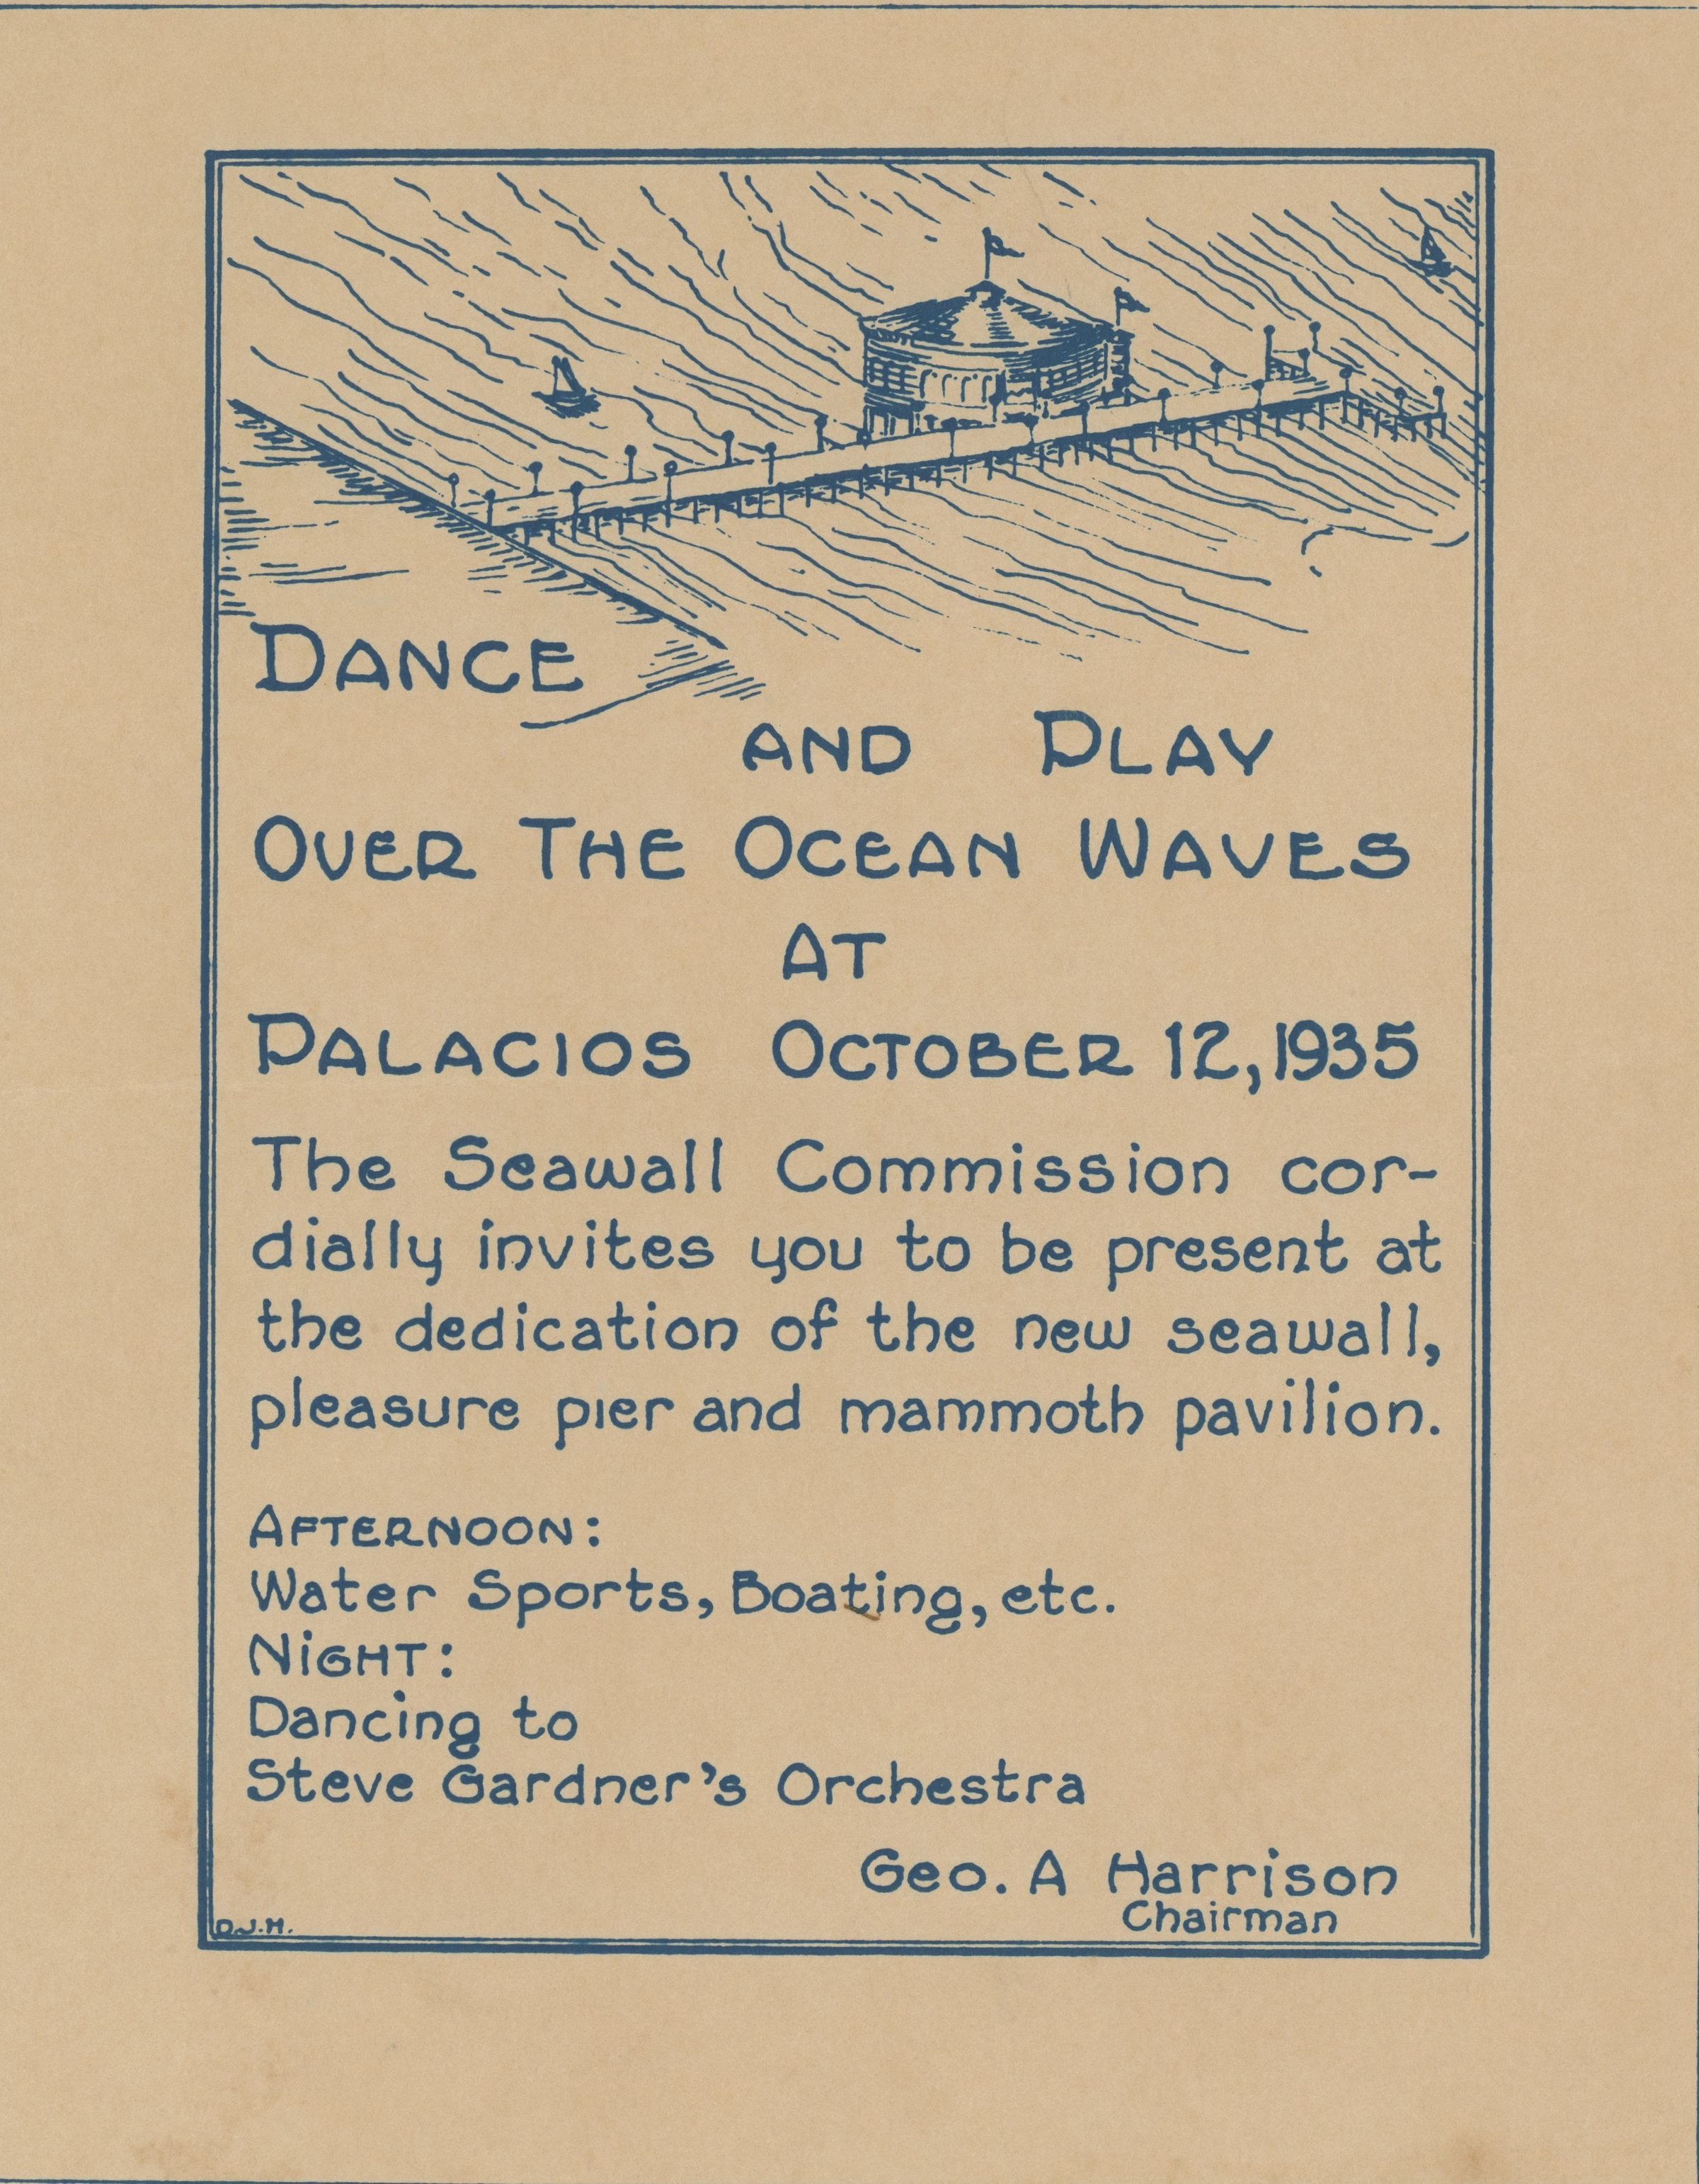 DANCE
AND PLAY
OVER THE OCEAN WAVES
AT
PALACIOS OCTOBER 12, 1935
The Seawall Commission cor-
dially invites you to be present at
the dedication of the new seawall,
pleasure pier and mammoth pavilion.
AFTERNOON:
Water Sports, Boating, etc.
NIGHT:
Dancing to
Steve Gardner's Orchestra
Geo. A Harrison
Chairman
D.J.H.